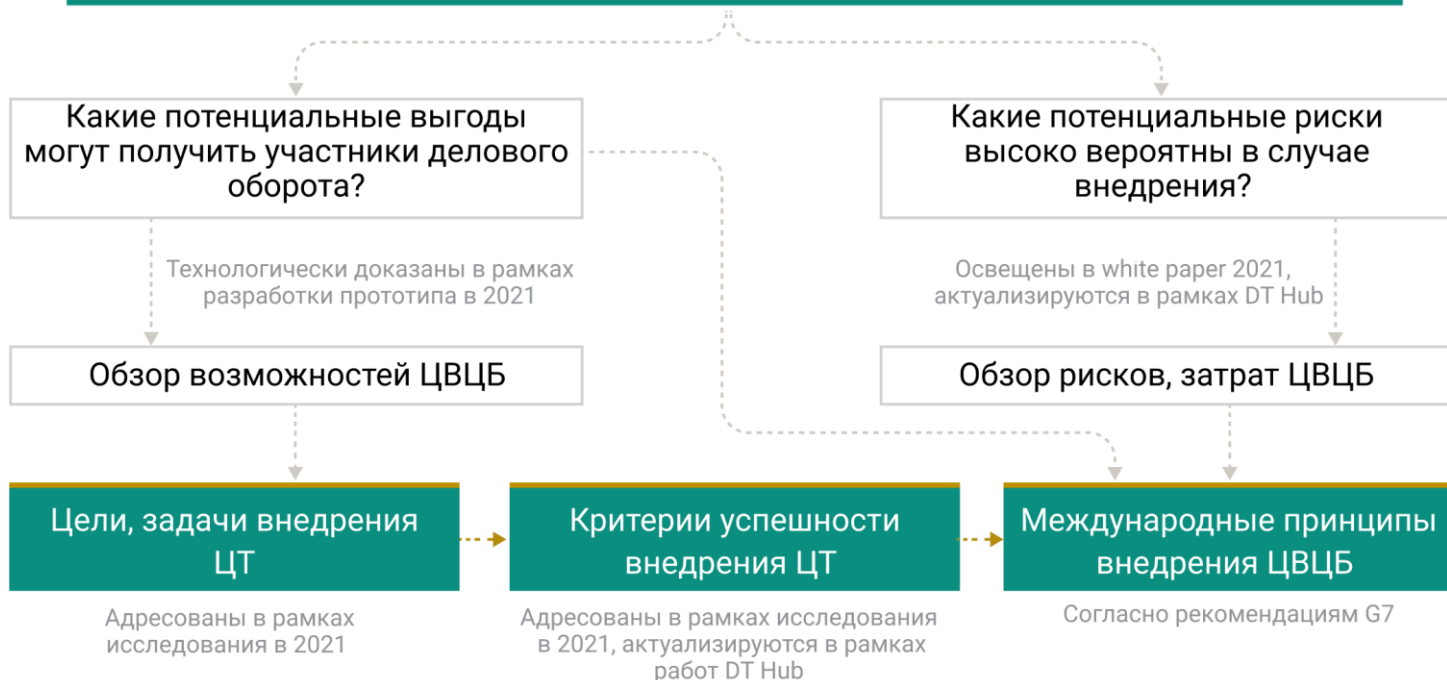 Какие потенциальные выгоды
могут получить участники делового
оборота?
Какие потенциальные риски
высоко вероятны в случае
внедрения?
Технологически доказаны в рамках
разработки прототипа в 2021
Освещены в white paper 2021,
актуализируются в рамках DT Hub
Обзор возможностей ЦВЦБ
Обзор рисков, затрат ЦВЦБ
Цели, задачи внедрения
ЦТ
Критерии успешности
внедрения ЦТ
Международные принципы
внедрения ЦВЦБ
Адресованы в рамках
исследования в 2021
Адресованы в рамках исследования
в 2021, актуализируются в рамках
работ DT Hub
Согласно рекомендациям G7